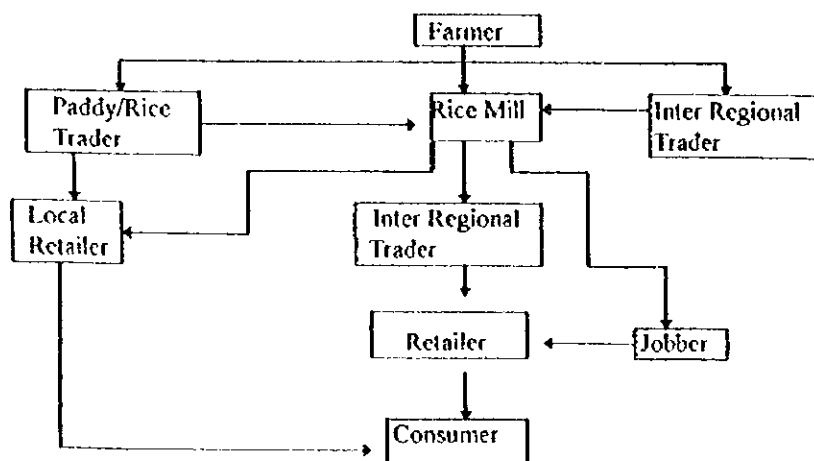 Farmer
Paddy/Rice
Trader
Rice Mill
Inter Regional
Trader
Local
Retailer
Inter Regional
Trader
Retailer
Jobber
Consumer